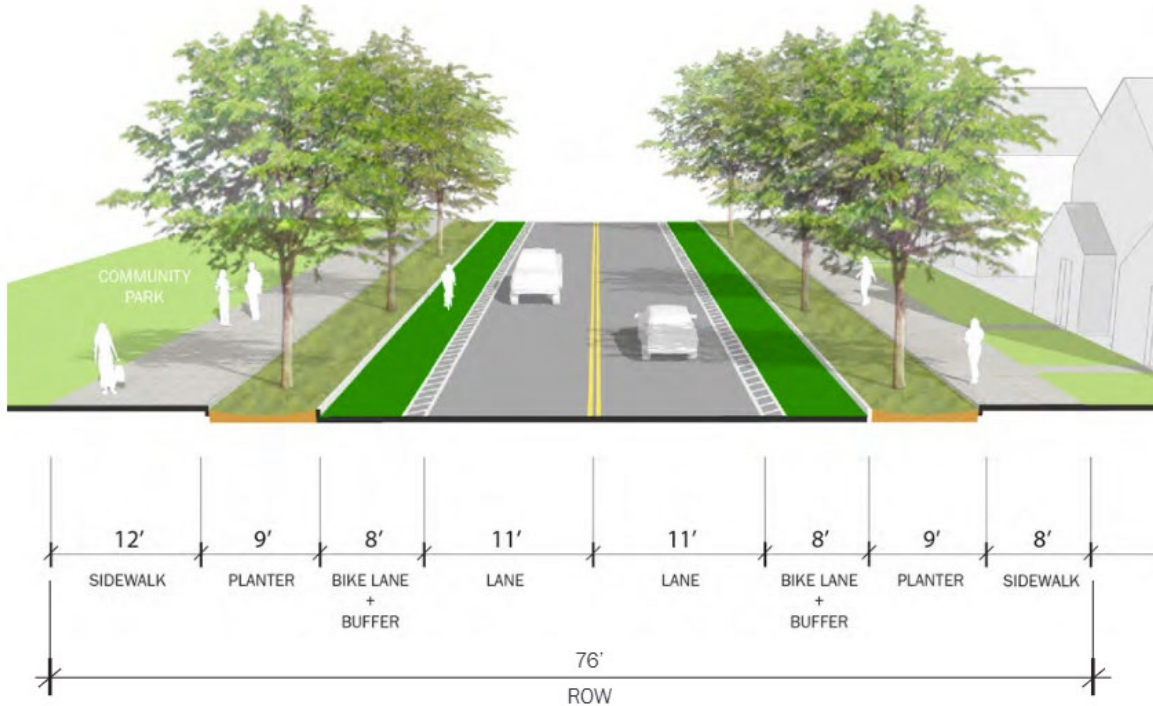 COMMUNITY
PARK
12’ 9’ 8’ 11’ 11’ 8’ 9’ 8’
SIDEWALK PLANTER BIKE LANE LANE LANE BIKE LANE PLANTER SIDEWALK
+ +
BUFFER BUFFER
76’
ROW